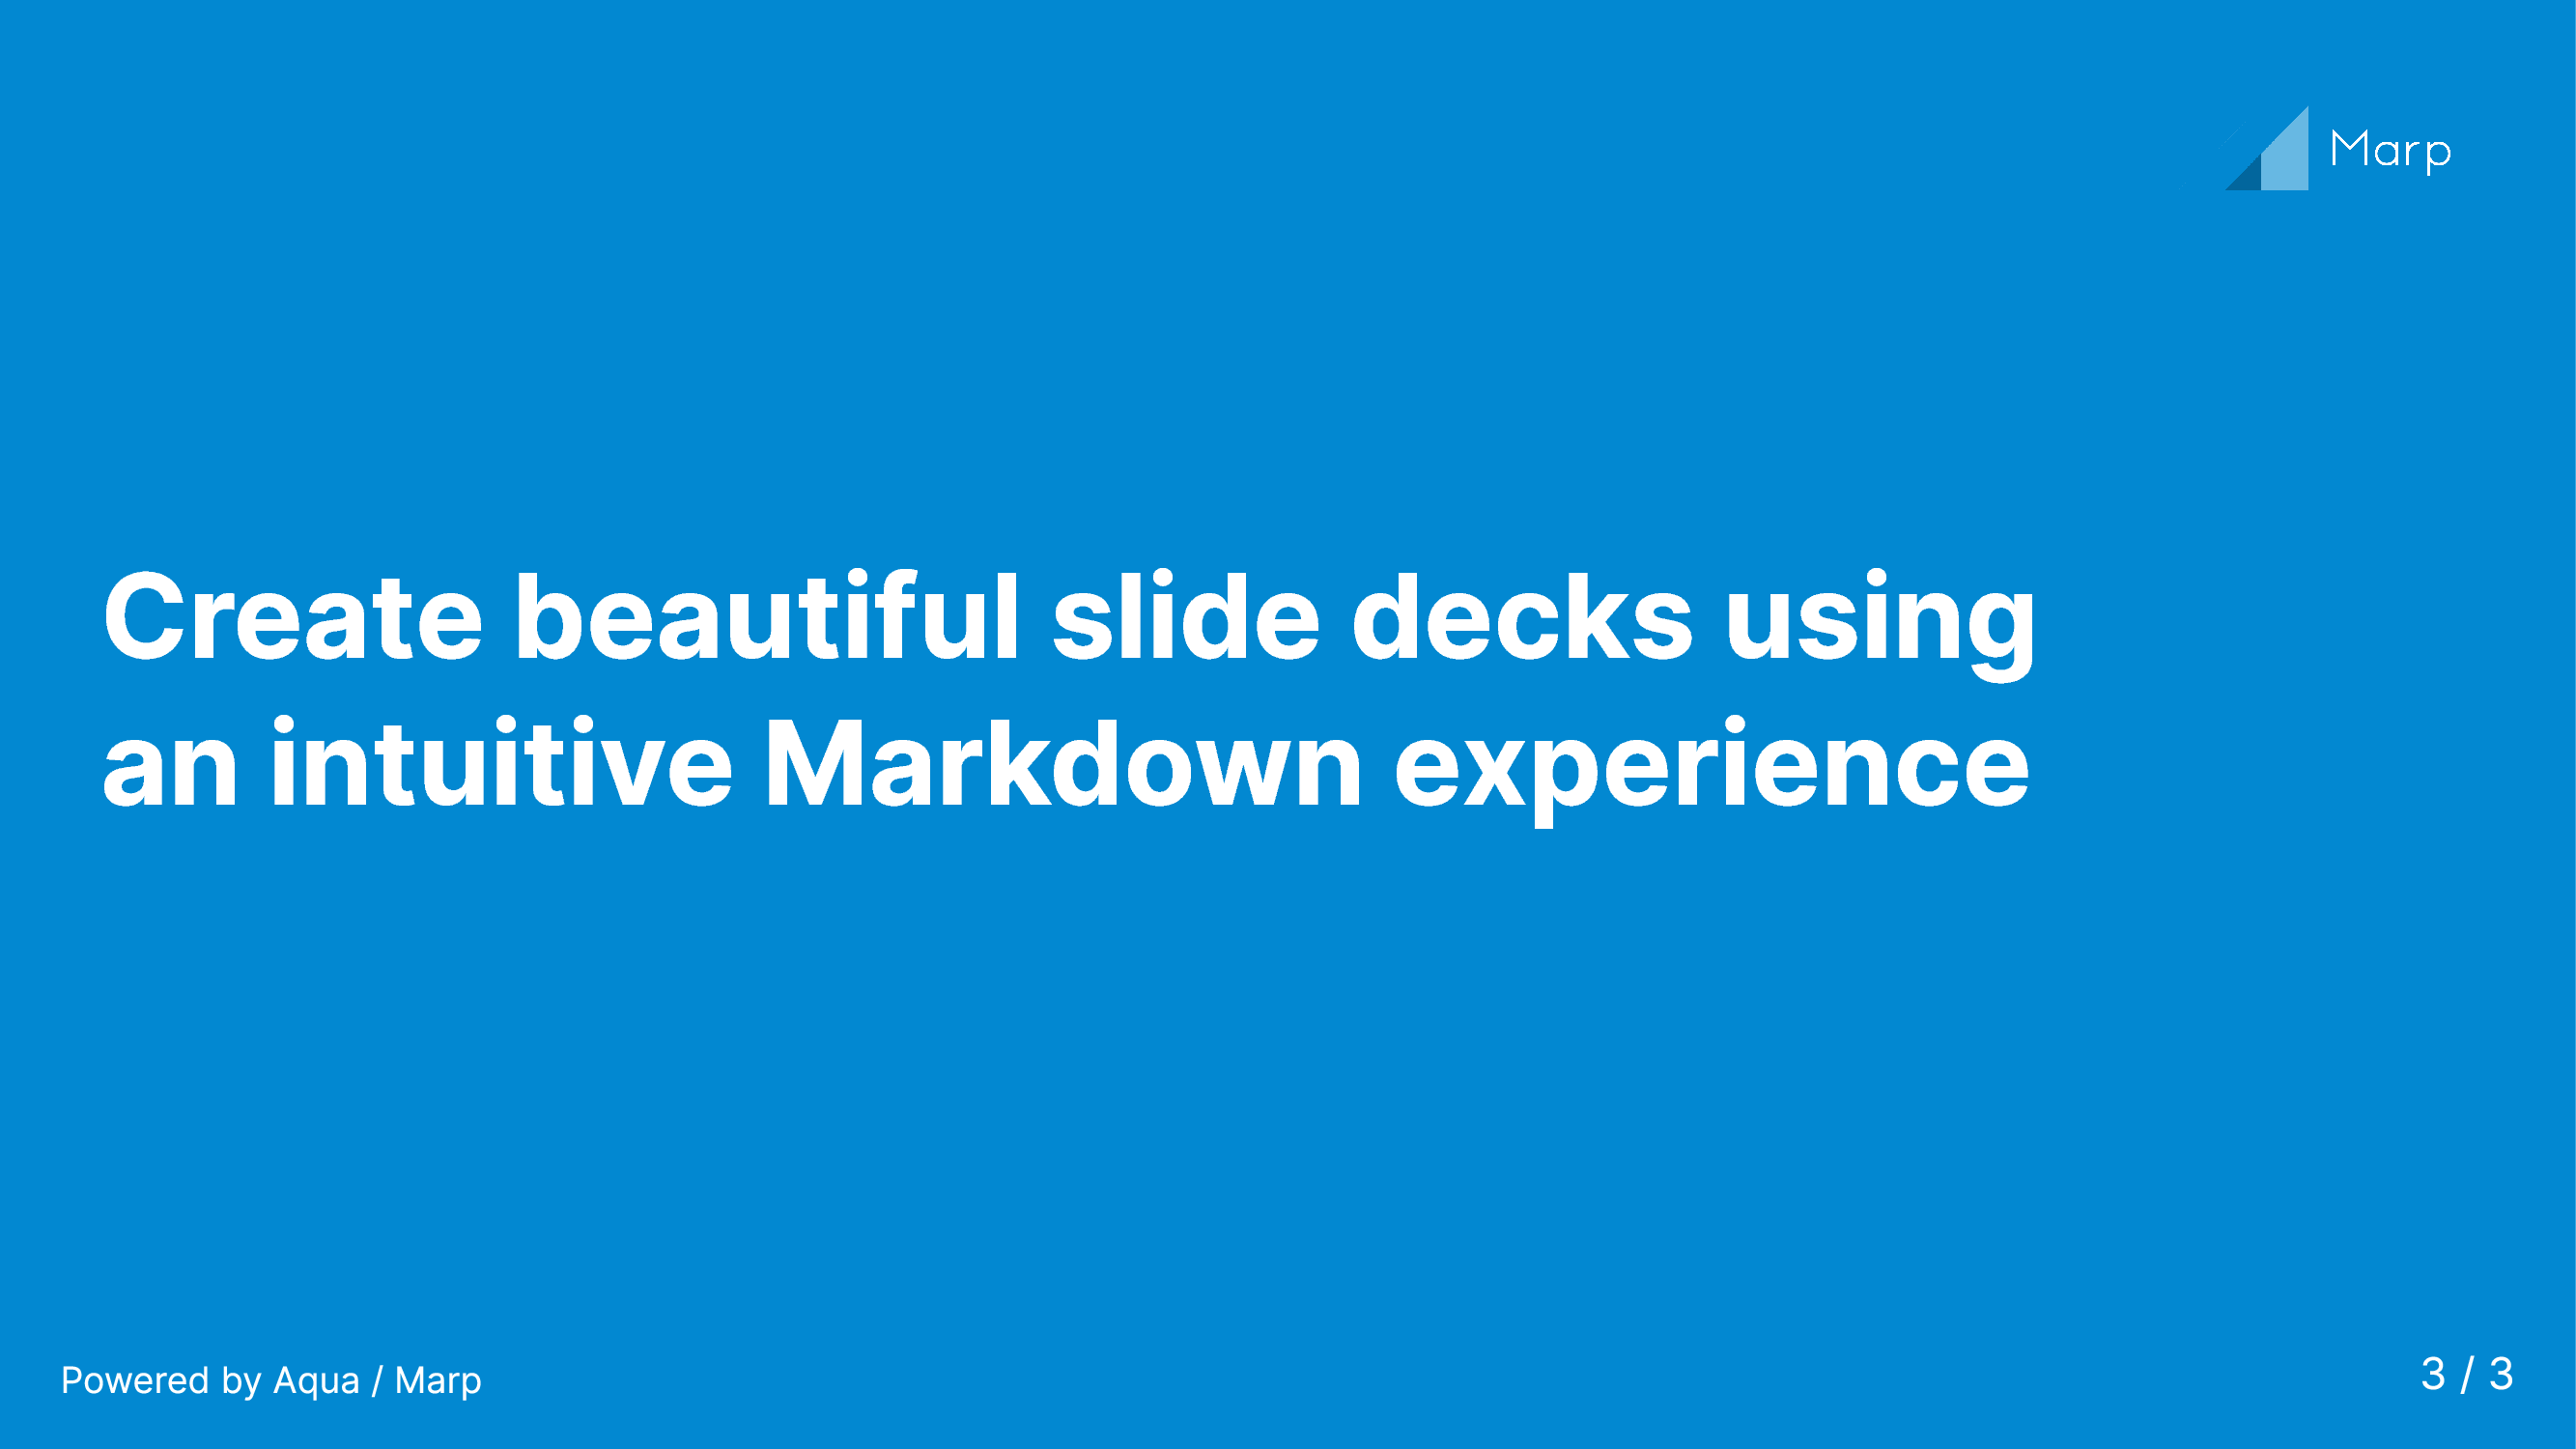 Marp
Create beautiful slide decks using
an intuitive Markdown experience
Powered by Aqua / Marp
3 / 3